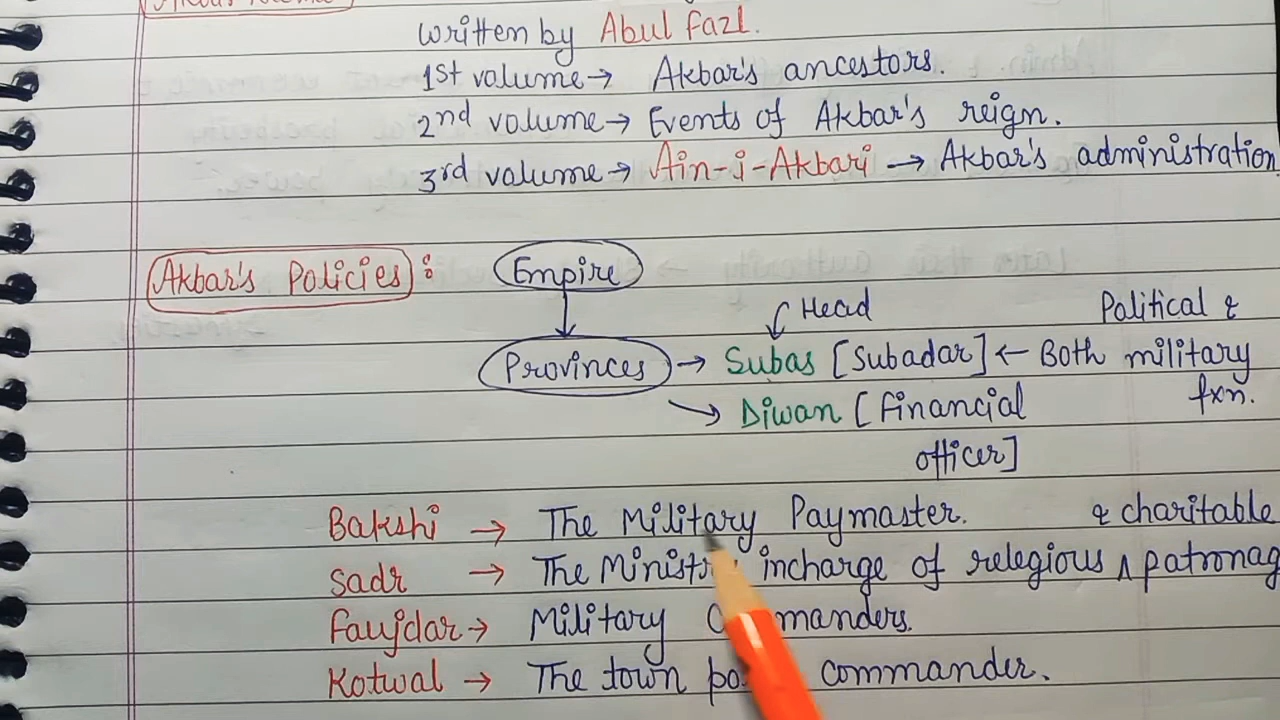 written by Abul Fazl.
1st volume → Akbar's ancestors.
2nd volume → Events of Akbar's reign.
3rd volume → Ain-i-Akbari → Akbar's administration.
Akbar's Policies :
Empire
Head
Political &
Provinces → Subas [Subadar] ← Both military
fxn.
→ Diwan [Financial
officer]
Bakshi → The Military Paymaster.
& charitable
Sadr → The incharge of relegious ∧ patronag
Faujdar → Military
Kotwal → The town commander.